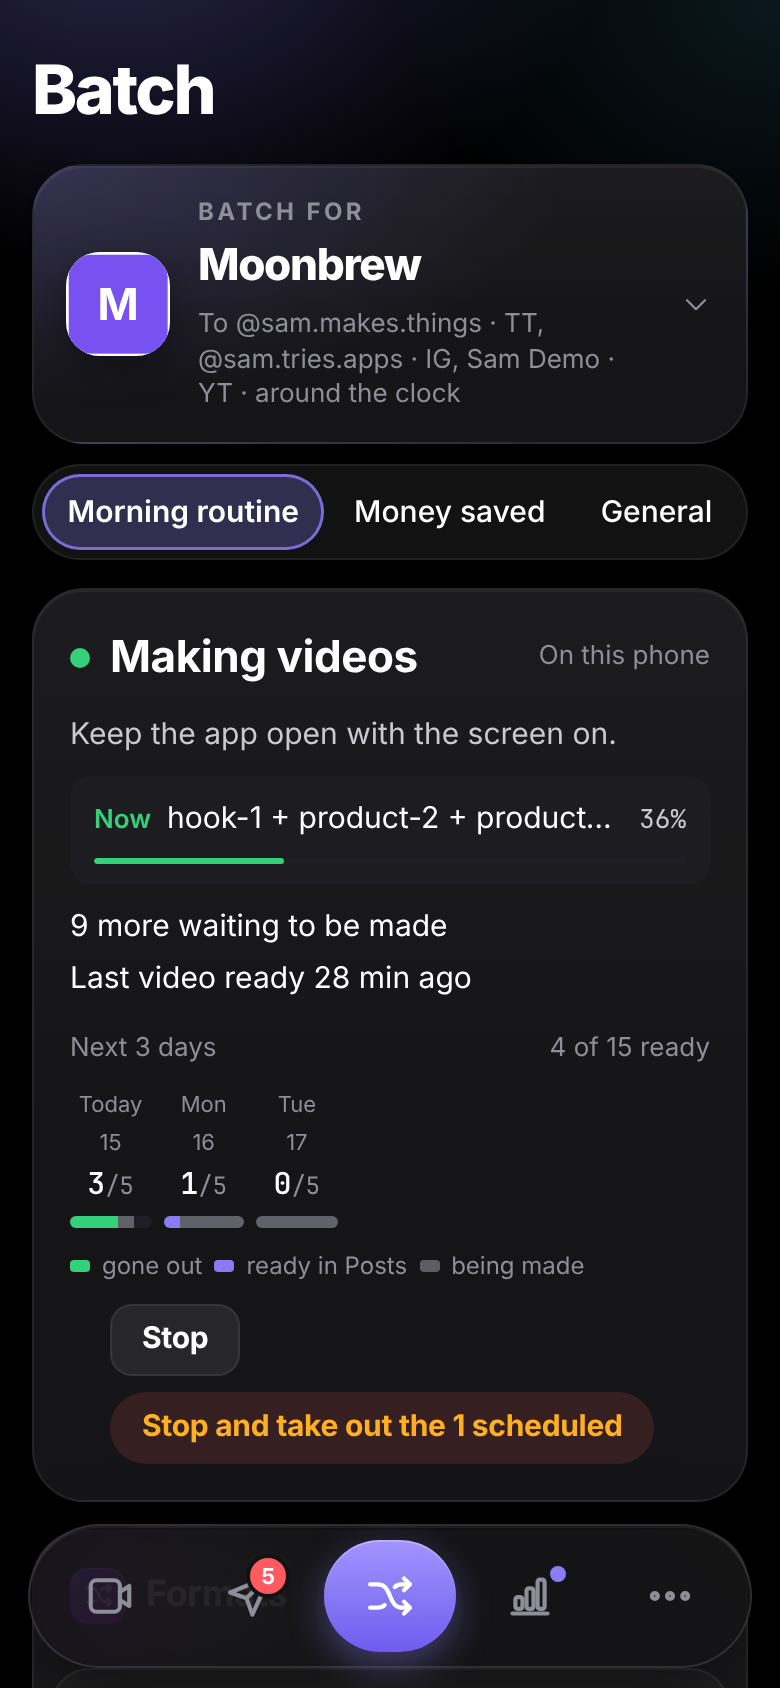 Batch
BATCH FOR
M
Moonbrew
To @sam.makes.things · TT,
@sam.tries.apps · IG, Sam Demo ·
YT · around the clock
Morning routine
Money saved
General
Making videos
On this phone
Keep the app open with the screen on.
Now hook-1 + product-2 + product... 36%
9 more waiting to be made
Last video ready 28 min ago
Next 3 days
4 of 15 ready
Today Mon Tue
15 16 17
3/5 1/5 0/5
gone out ready in Posts being made
Stop
Stop and take out the 1 scheduled
Formats
5